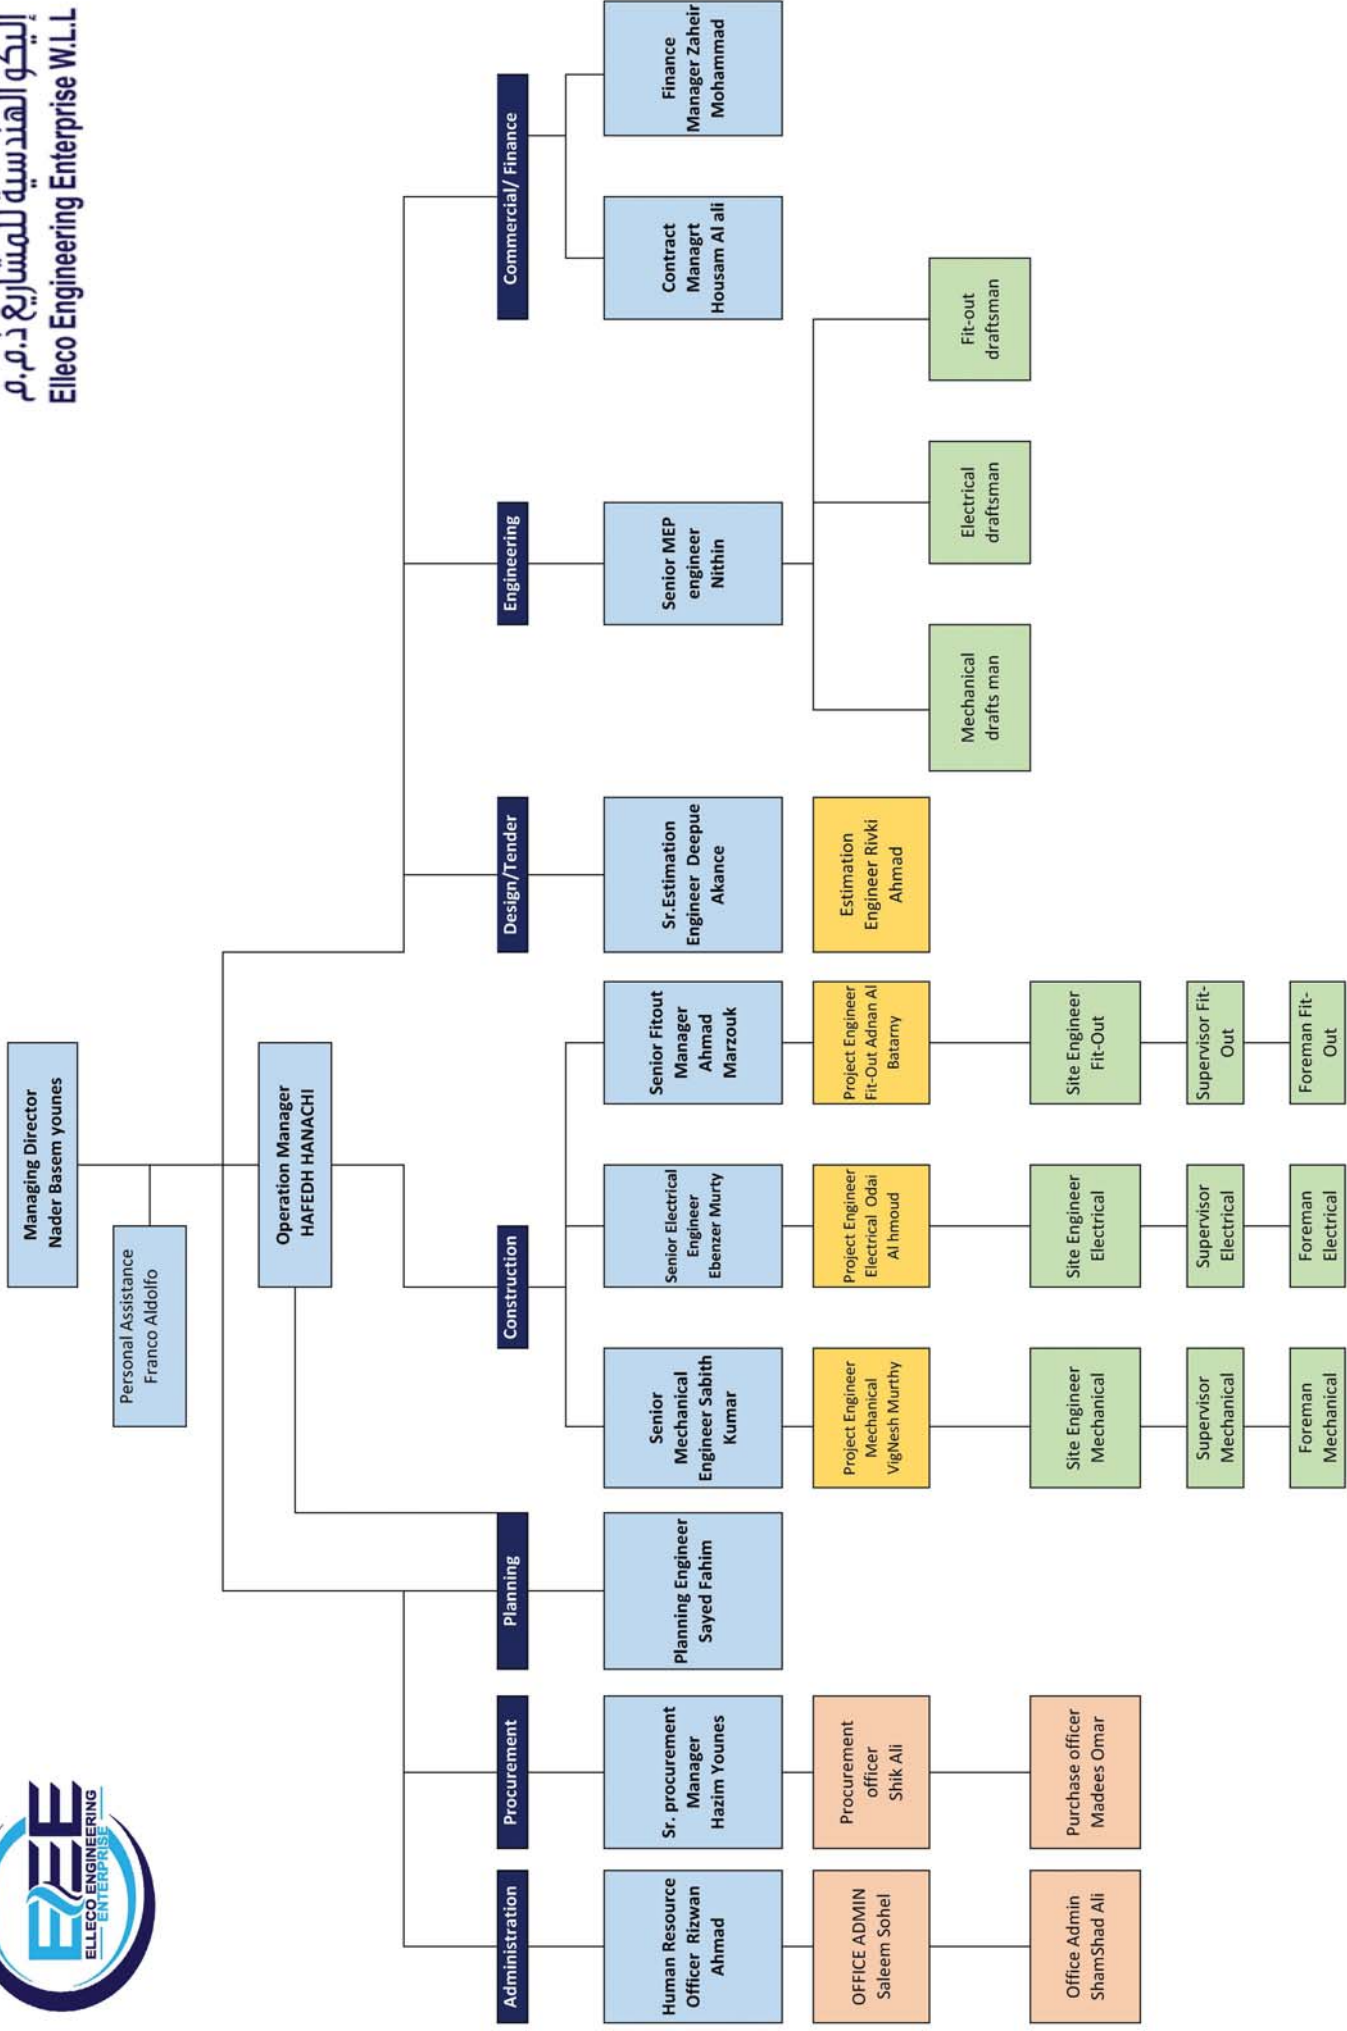 EEE
ELLECO ENGINEERING
ENTERPRISE
إليكو الهندسية للمشاريع ذ.م.م
Elleco Engineering Enterprise W.L.L
Managing Director
Nader Basem younes
Personal Assistance
Franco Aldolfo
Operation Manager
HAFEDH HANACHI
Administration
Procurement
Planning
Construction
Design/Tender
Engineering
Commercial/ Finance
Human Resource
Officer Rizwan
Ahmad
Sr. procurement
Manager
Hazim Younes
Planning Engineer
Sayed Fahim
Senior
Mechanical
Engineer Sabith
Kumar
Senior Electrical
Engineer
Ebenzer Murty
Senior Fitout
Manager
Ahmad
Marzouk
Sr.Estimation
Engineer Deepue
Akance
Senior MEP
engineer
Nithin
Contract
Managrt
Housam Al ali
Finance
Manager Zaheir
Mohammad
OFFICE ADMIN
Saleem Sohel
Procurement
officer
Shik Ali
Project Engineer
Mechanical
VigNesh Murthy
Project Engineer
Electrical Odai
Al hmoud
Project Engineer
Fit-Out Adnan Al
Batarny
Estimation
Engineer Rivki
Ahmad
Mechanical
drafts man
Electrical
draftsman
Fit-out
draftsman
Office Admin
ShamShad Ali
Purchase officer
Madees Omar
Site Engineer
Mechanical
Site Engineer
Electrical
Site Engineer
Fit-Out
Supervisor
Mechanical
Supervisor
Electrical
Supervisor Fit-
Out
Foreman
Mechanical
Foreman
Electrical
Foreman Fit-
Out